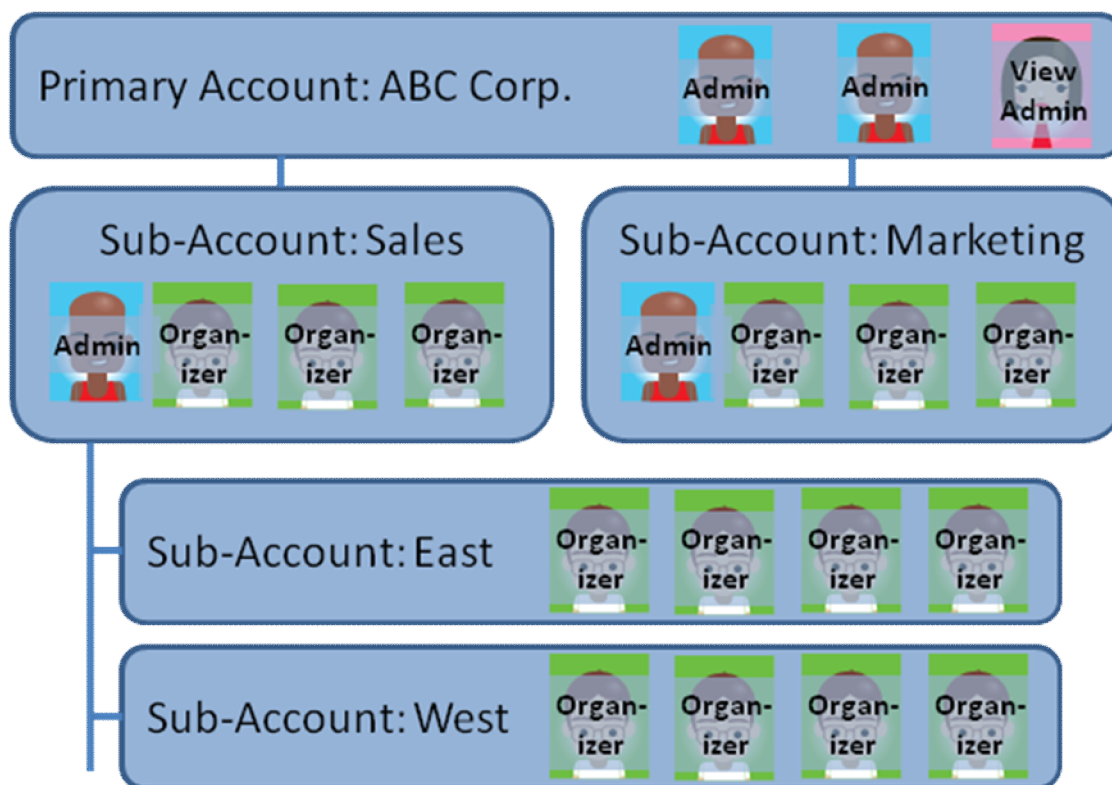 Primary Account: ABC Corp.
Admin
Admin
View
Admin
Sub-Account: Sales
Admin
Organ-
izer
Organ-
izer
Organ-
izer
Sub-Account: Marketing
Admin
Organ-
izer
Organ-
izer
Organ-
izer
Sub-Account: East
Organ-
izer
Organ-
izer
Organ-
izer
Organ-
izer
Sub-Account: West
Organ-
izer
Organ-
izer
Organ-
izer
Organ-
izer